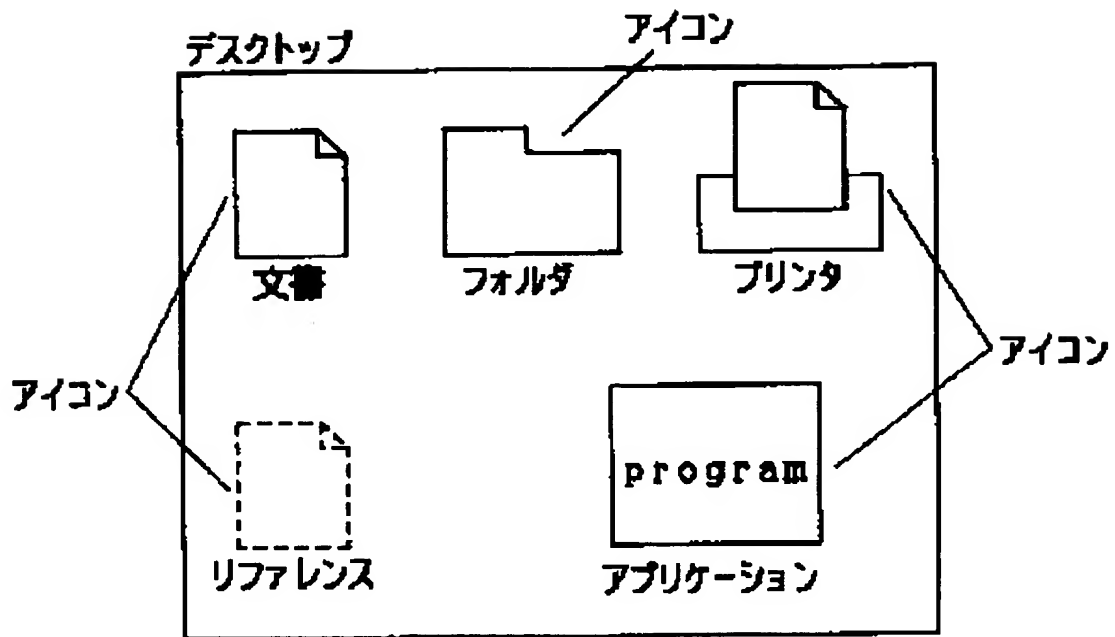 アイコン
デスクトップ
文書
フォルダ
プリンタ
アイコン
アイコン
program
リファレンス
アプリケーション